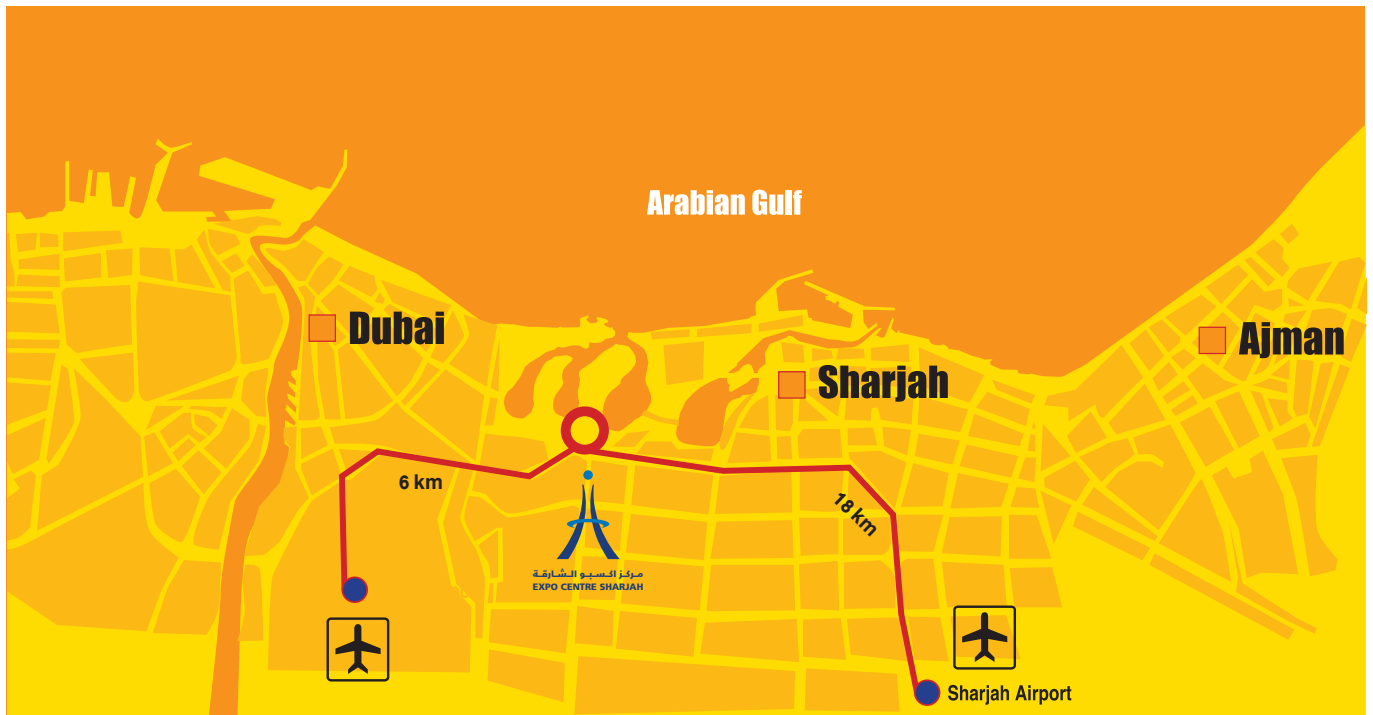 Arabian Gulf
Dubai
Ajman
Sharjah
6 km
18 km
مركز اكسبو الشارقة
EXPO CENTRE SHARJAH
Sharjah Airport